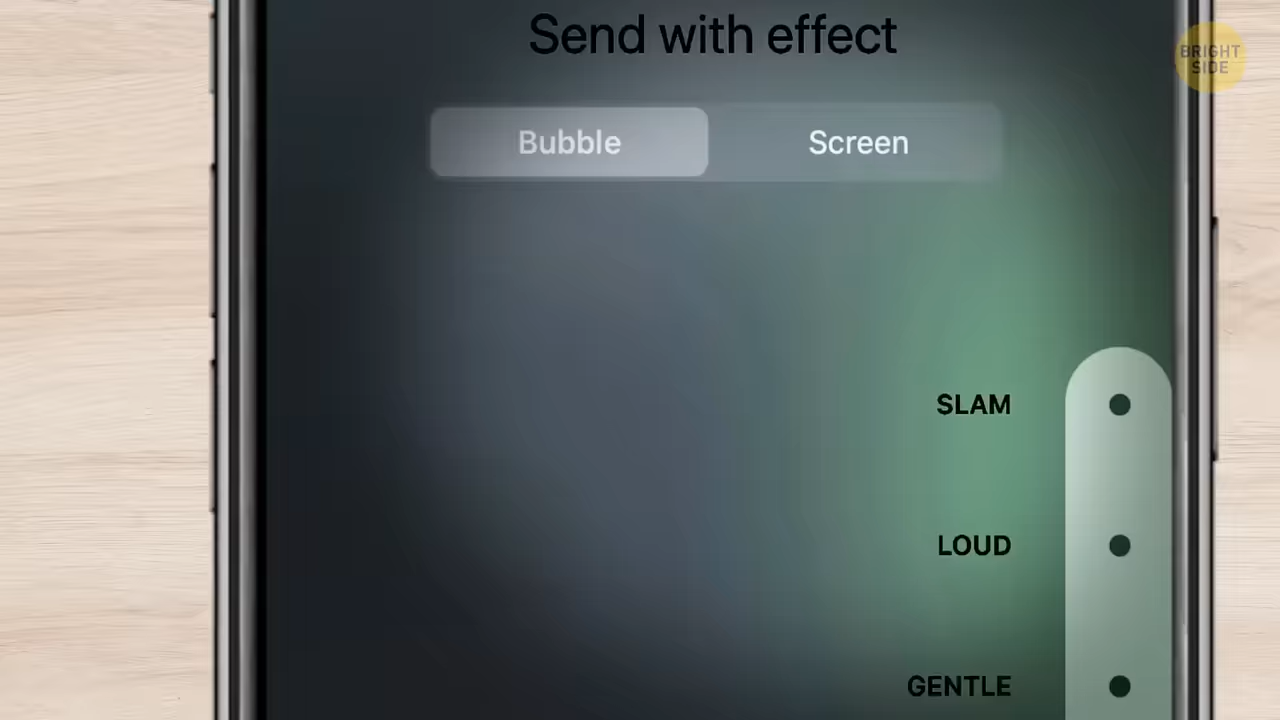 Send with effect
BRIGHT
SIDE
Bubble
Screen
SLAM
LOUD
GENTLE